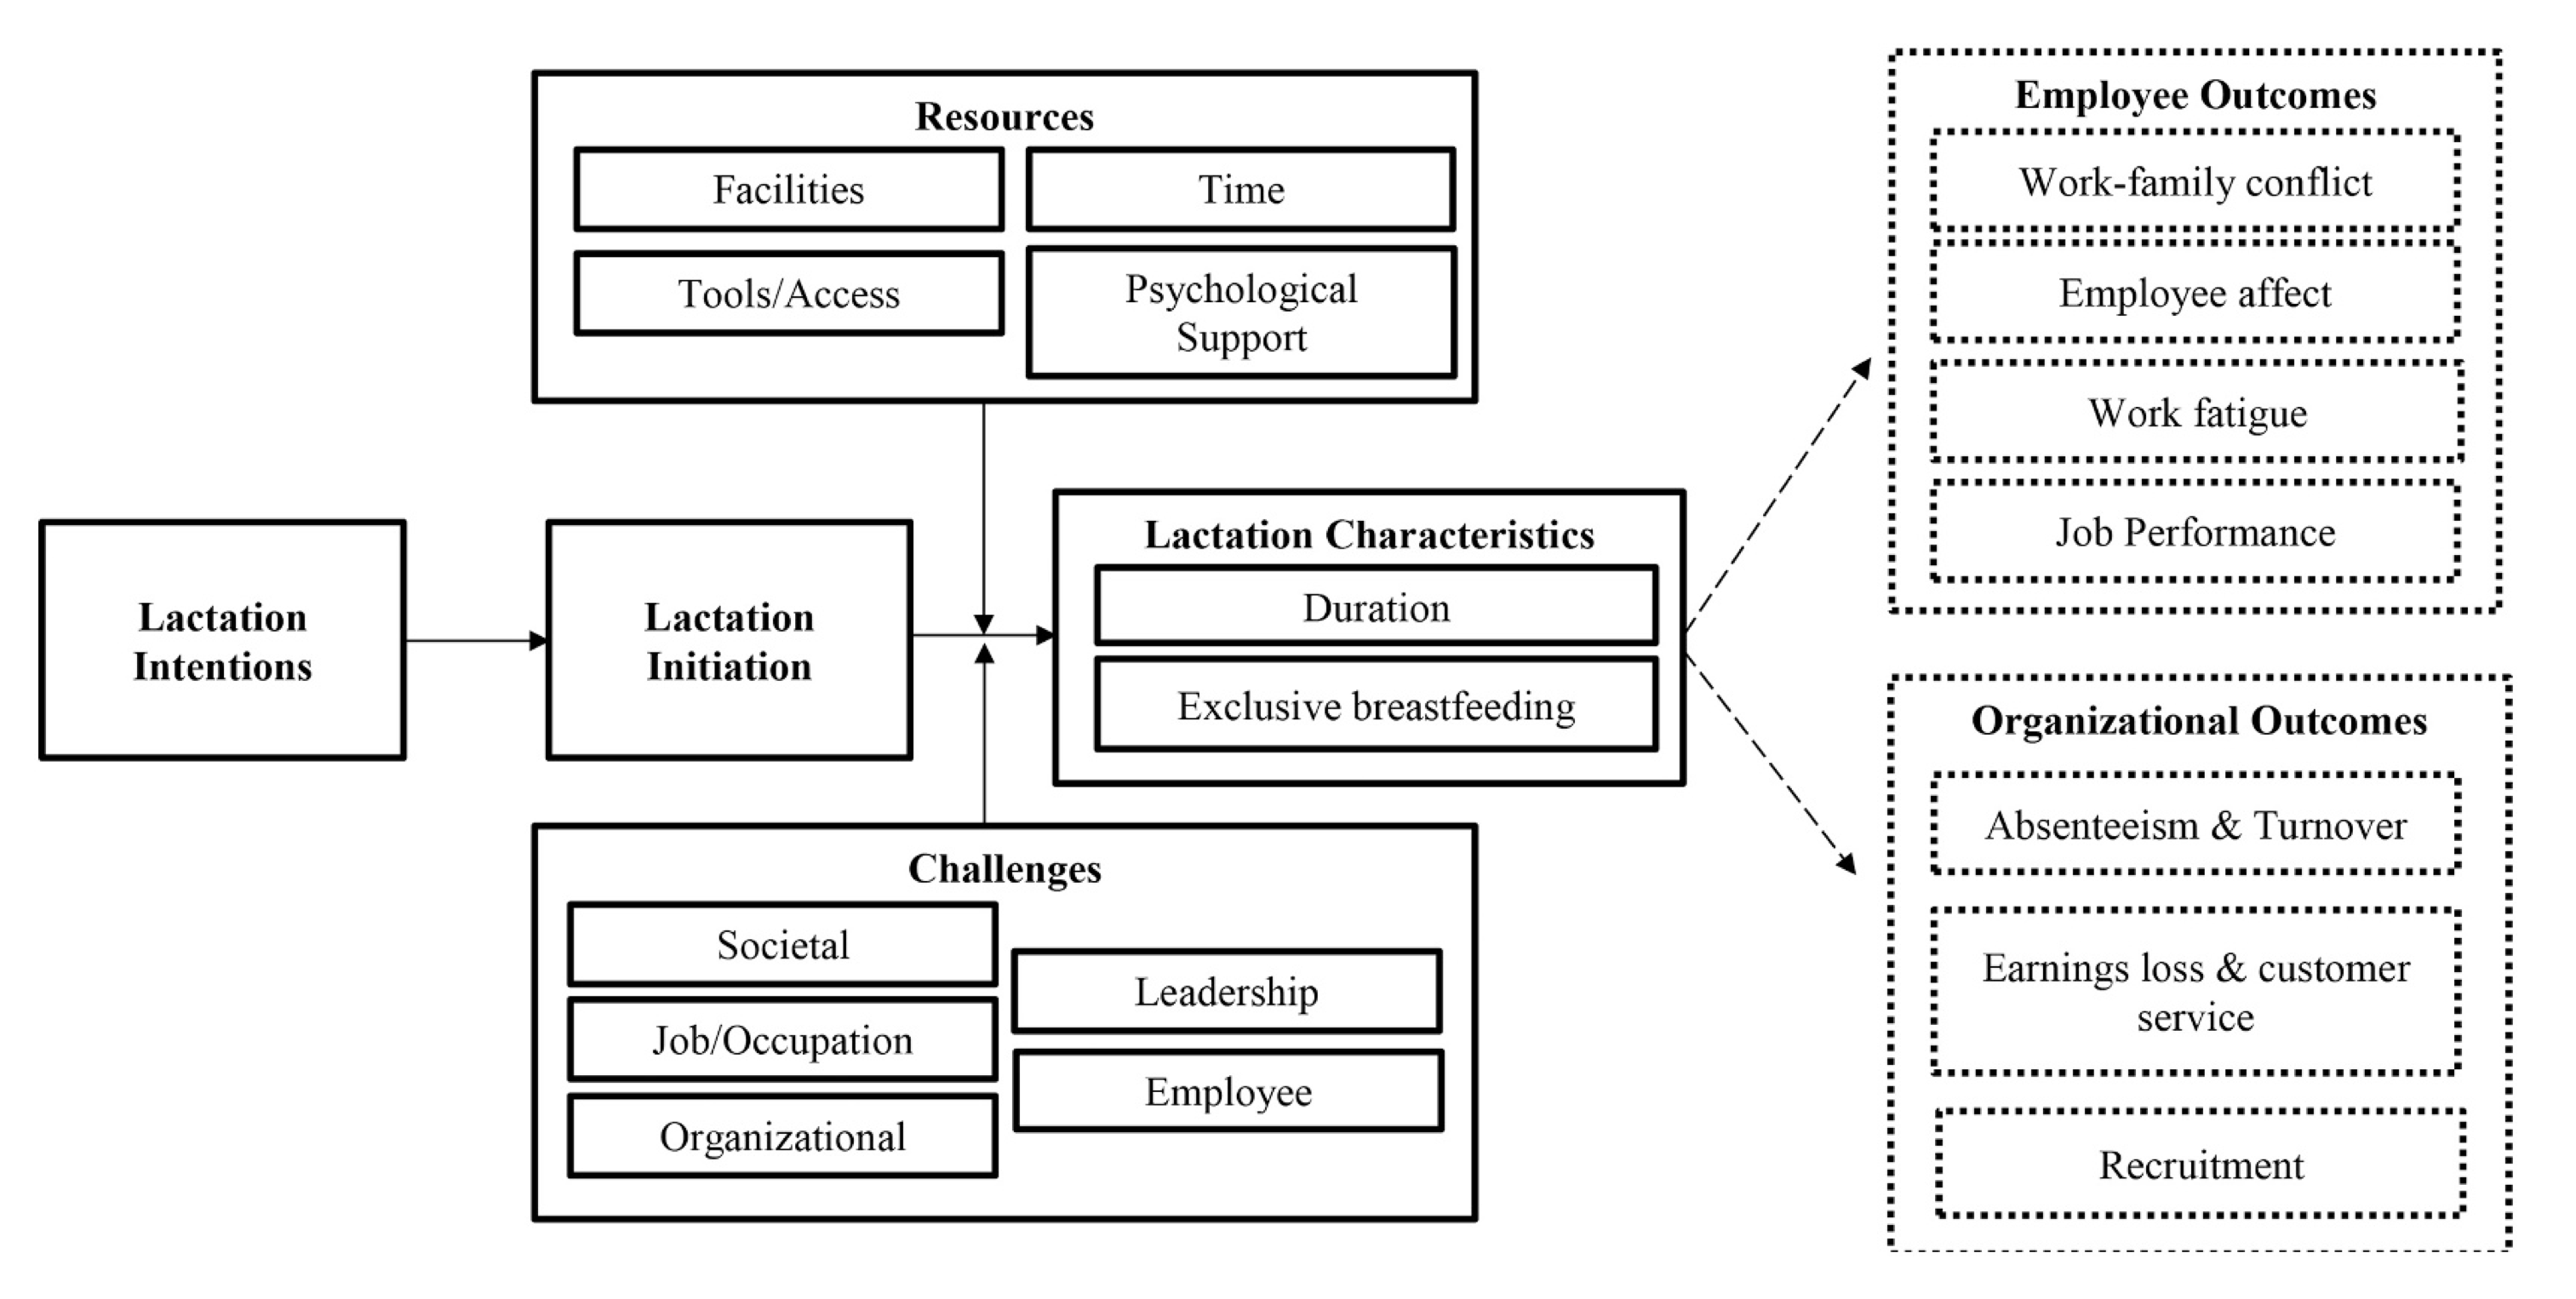 Resources
Facilities
Time
Tools/Access
Psychological
Support
Lactation
Intentions
Lactation
Initiation
Lactation Characteristics
Duration
Exclusive breastfeeding
Challenges
Societal
Job/Occupation
Organizational
Leadership
Employee
Employee Outcomes
Work-family conflict
Employee affect
Work fatigue
Job Performance
Organizational Outcomes
Absenteeism & Turnover
Earnings loss & customer
service
Recruitment